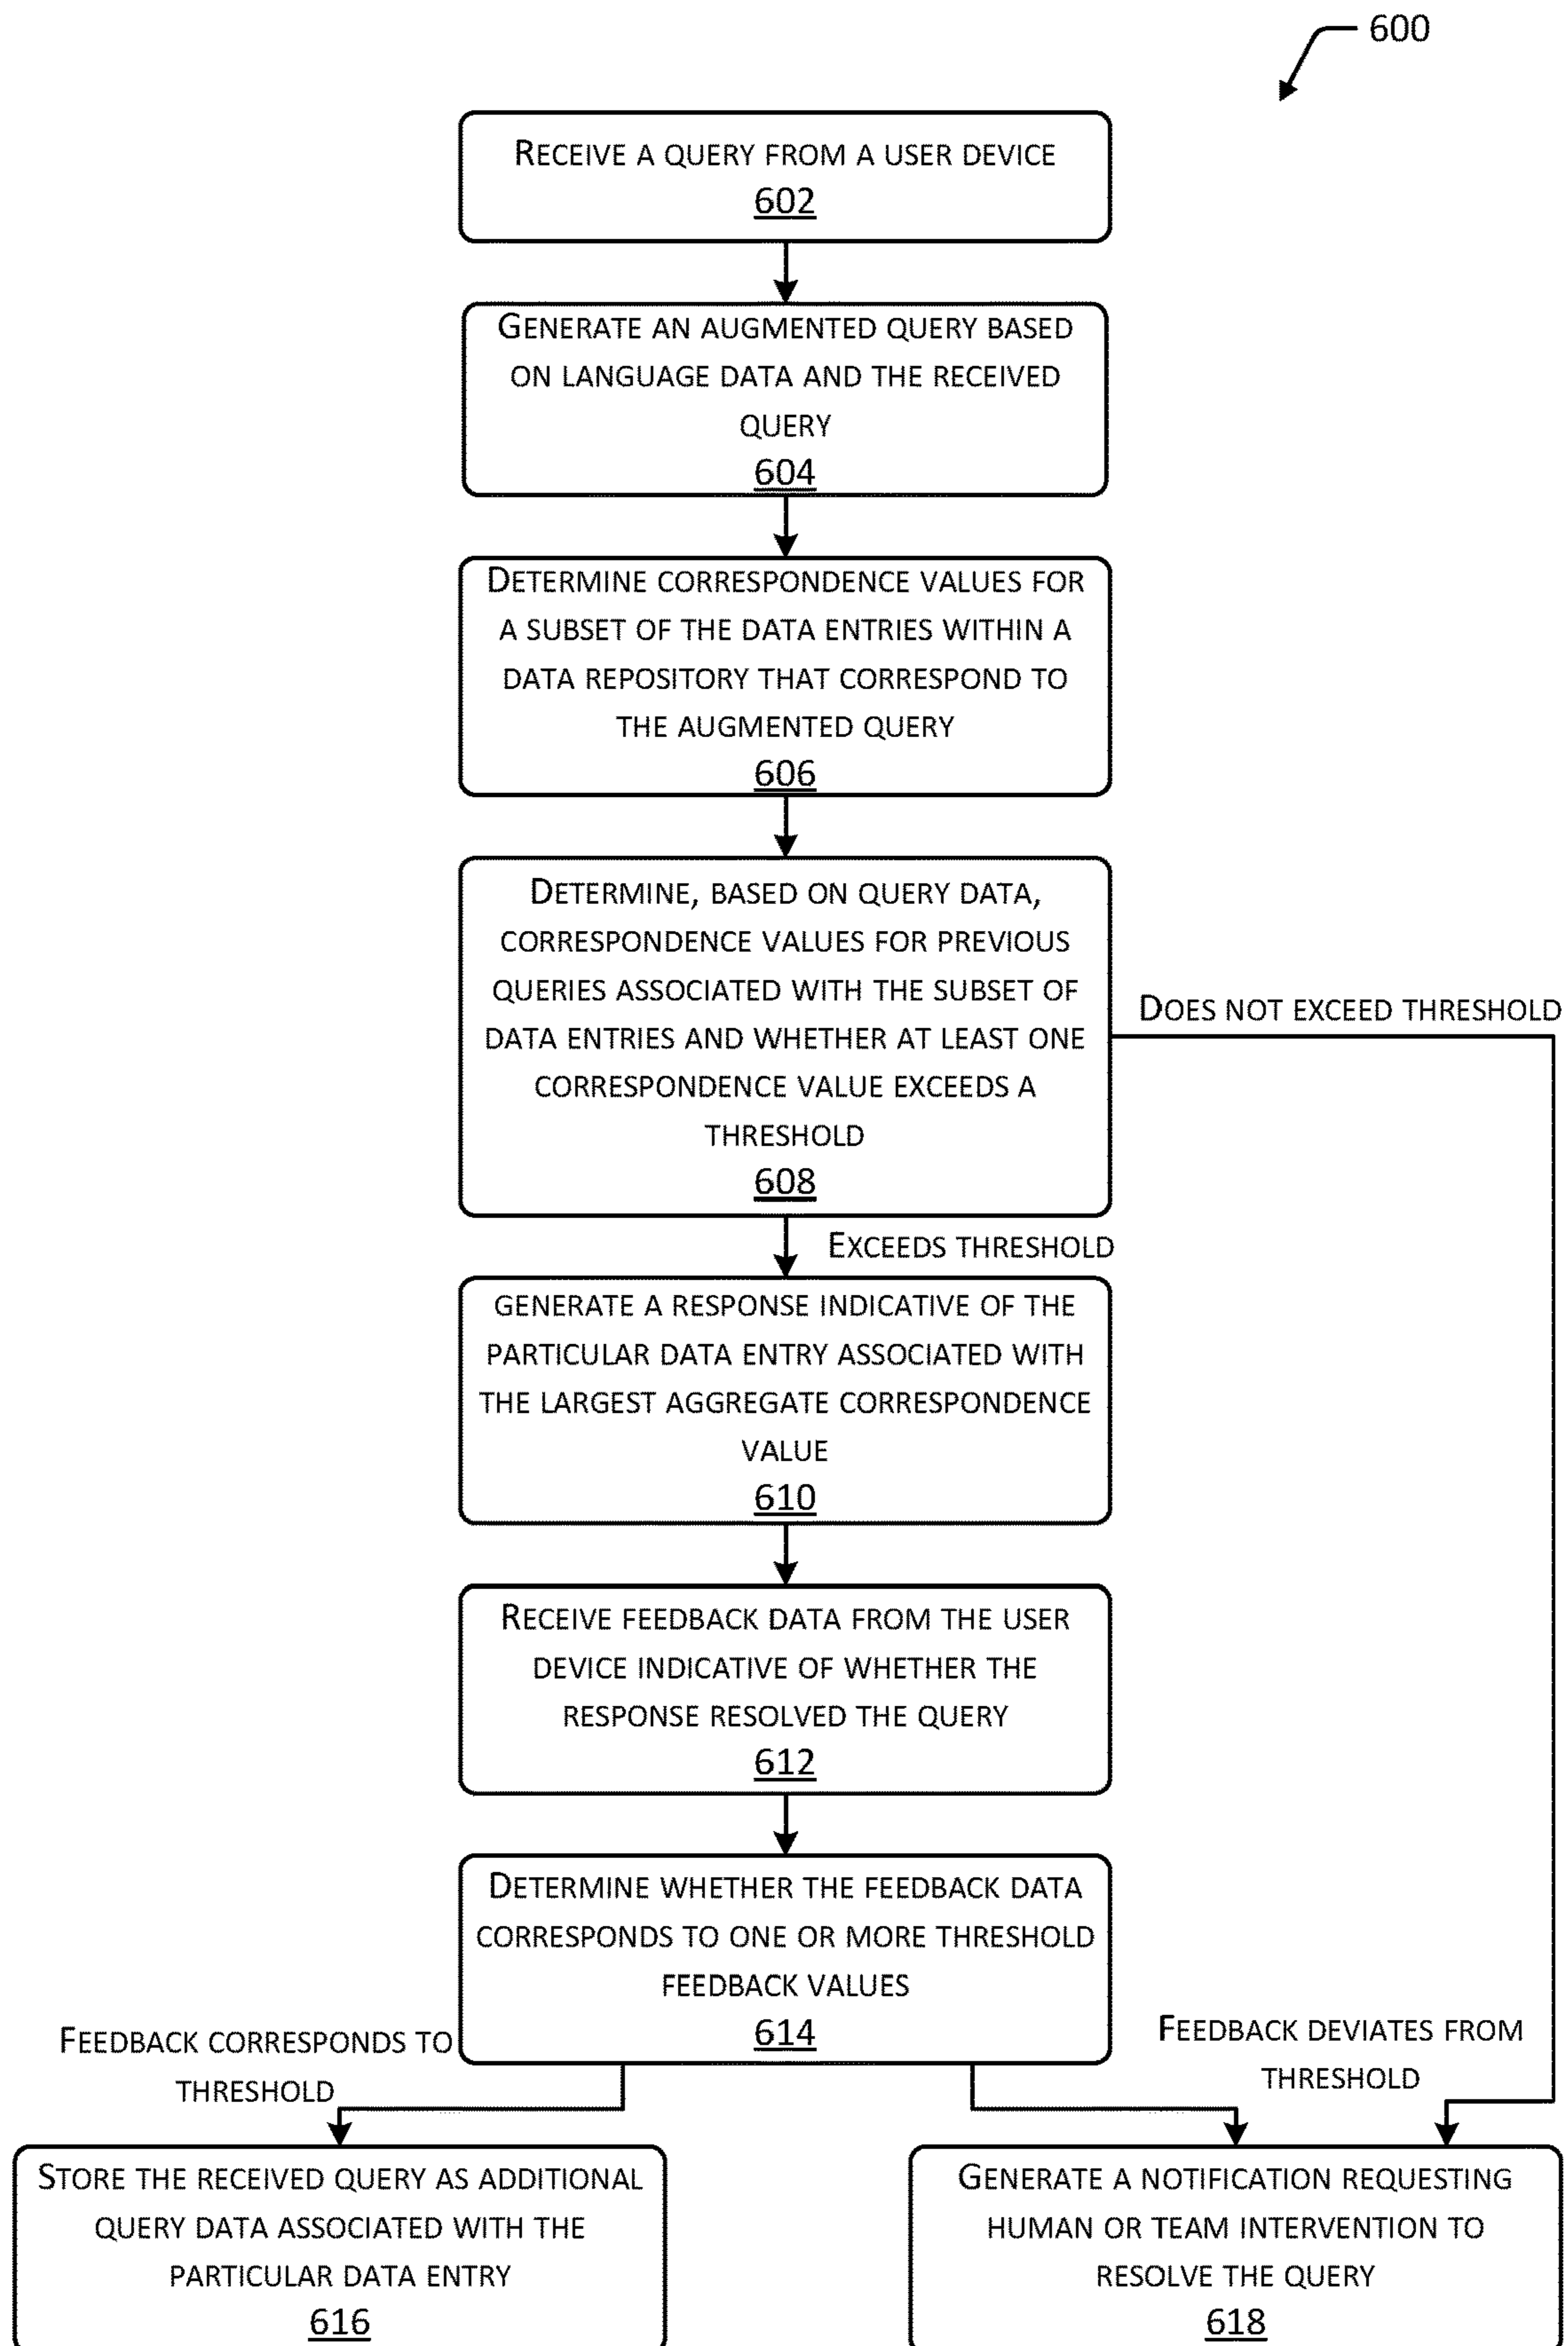 600
RECEIVE A QUERY FROM A USER DEVICE
602
GENERATE AN AUGMENTED QUERY BASED
ON LANGUAGE DATA AND THE RECEIVED
QUERY
604
DETERMINE CORRESPONDENCE VALUES FOR
A SUBSET OF THE DATA ENTRIES WITHIN A
DATA REPOSITORY THAT CORRESPOND TO
THE AUGMENTED QUERY
606
DETERMINE, BASED ON QUERY DATA,
CORRESPONDENCE VALUES FOR PREVIOUS
QUERIES ASSOCIATED WITH THE SUBSET OF
DATA ENTRIES AND WHETHER AT LEAST ONE
CORRESPONDENCE VALUE EXCEEDS A
THRESHOLD
608
DOES NOT EXCEED THRESHOLD
EXCEEDS THRESHOLD
GENERATE A RESPONSE INDICATIVE OF THE
PARTICULAR DATA ENTRY ASSOCIATED WITH
THE LARGEST AGGREGATE CORRESPONDENCE
VALUE
610
RECEIVE FEEDBACK DATA FROM THE USER
DEVICE INDICATIVE OF WHETHER THE
RESPONSE RESOLVED THE QUERY
612
DETERMINE WHETHER THE FEEDBACK DATA
CORRESPONDS TO ONE OR MORE THRESHOLD
FEEDBACK VALUES
614
FEEDBACK CORRESPONDS TO
THRESHOLD
FEEDBACK DEVIATES FROM
THRESHOLD
STORE THE RECEIVED QUERY AS ADDITIONAL
QUERY DATA ASSOCIATED WITH THE
PARTICULAR DATA ENTRY
616
GENERATE A NOTIFICATION REQUESTING
HUMAN OR TEAM INTERVENTION TO
RESOLVE THE QUERY
618